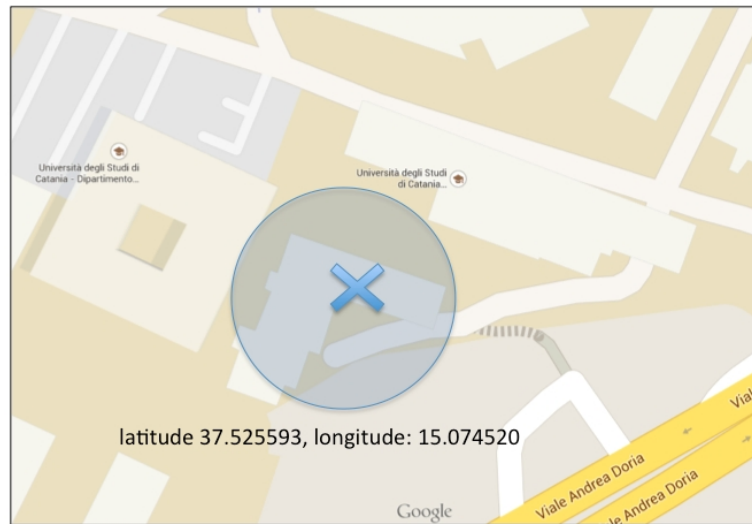 Università degli Studi di
Catania - Dipartimento...
Università degli Studi
di Catania...
latitude 37.525593, longitude: 15.074520
Viale
Viale Andrea Doria
le Andrea Doria
Google